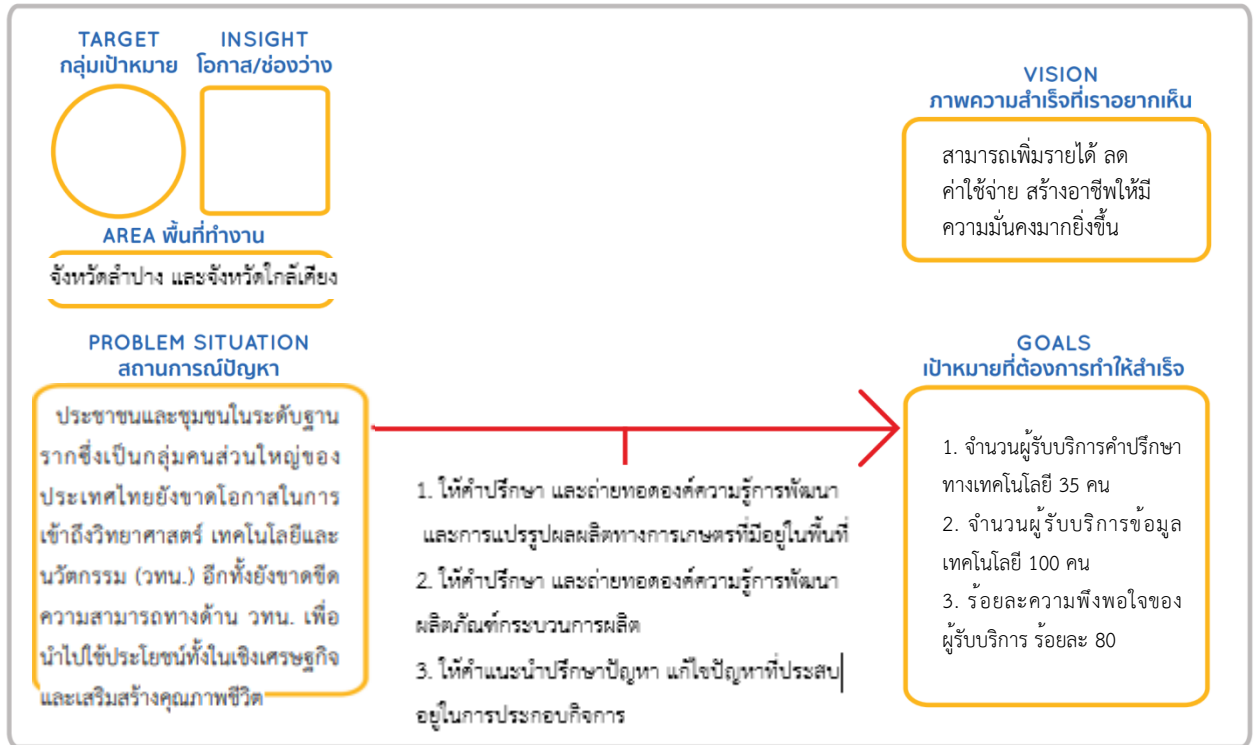 TARGET
กลุ่มเป้าหมาย
INSIGHT
โอกาส/ช่องว่าง
AREA พื้นที่ทำงาน
จังหวัดลำปาง และจังหวัดใกล้เคียง
VISION
ภาพความสำเร็จที่เราอยากเห็น
สามารถเพิ่มรายได้ ลด
ค่าใช้จ่าย สร้างอาชีพให้มี
ความมั่นคงมากยิ่งขึ้น
PROBLEM SITUATION
สถานการณ์ปัญหา
ประชาชนและชุมชนในระดับฐาน
รากซึ่งเป็นกลุ่มคนส่วนใหญ่ของ
ประเทศไทยยังขาดโอกาสในการ
เข้าถึงวิทยาศาสตร์ เทคโนโลยีและ
นวัตกรรม (วทน.) อีกทั้งยังขาดขีด
ความสามารถทางด้าน วทน. เพื่อ
นำไปใช้ประโยชน์ทั้งในเชิงเศรษฐกิจ
และเสริมสร้างคุณภาพชีวิต
1. ให้คำปรึกษา และถ่ายทอดองค์ความรู้การพัฒนา
และการแปรรูปผลผลิตทางการเกษตรที่มีอยู่ในพื้นที่
2. ให้คำปรึกษา และถ่ายทอดองค์ความรู้การพัฒนา
ผลิตภัณฑ์กระบวนการผลิต
3. ให้คำแนะนำปรึกษาปัญหา แก้ไขปัญหาที่ประสบ
อยู่ในการประกอบกิจการ
GOALS
เป้าหมายที่ต้องการทำให้สำเร็จ
1. จำนวนผู้รับบริการคำปรึกษา
ทางเทคโนโลยี 35 คน
2. จำนวนผู้รับบริการข้อมูล
เทคโนโลยี 100 คน
3. ร้อยละความพึงพอใจของ
ผู้รับบริการ ร้อยละ 80